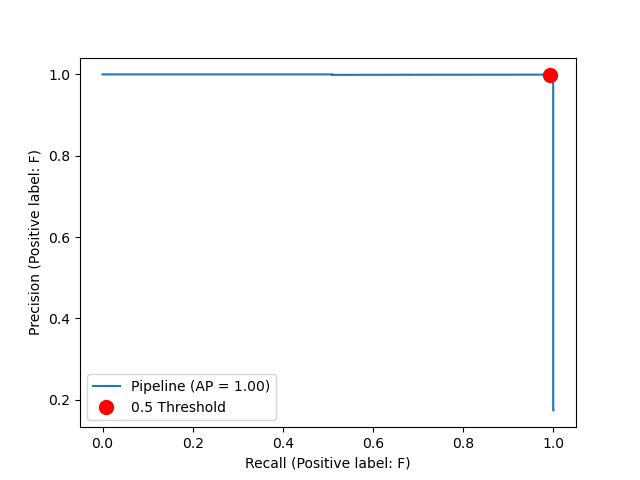 1.0
0.8
0.6
0.4
0.2
Precision (Positive label: F)
Pipeline (AP = 1.00)
0.5 Threshold
0.0 0.2 0.4 0.6 0.8 1.0
Recall (Positive label: F)